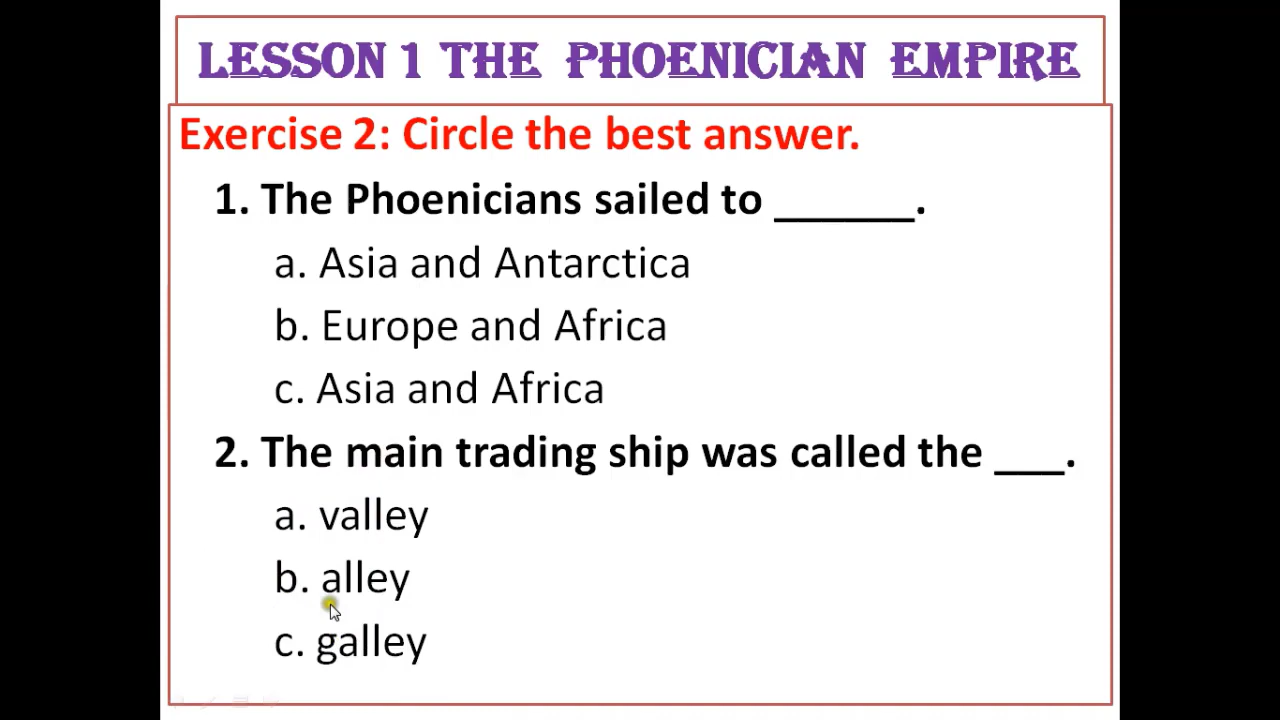 LESSON 1 THE PHOENICIAN EMPIRE
Exercise 2: Circle the best answer.
1. The Phoenicians sailed to ______.
a. Asia and Antarctica
b. Europe and Africa
c. Asia and Africa
2. The main trading ship was called the ___.
a. valley
b. alley
c. galley